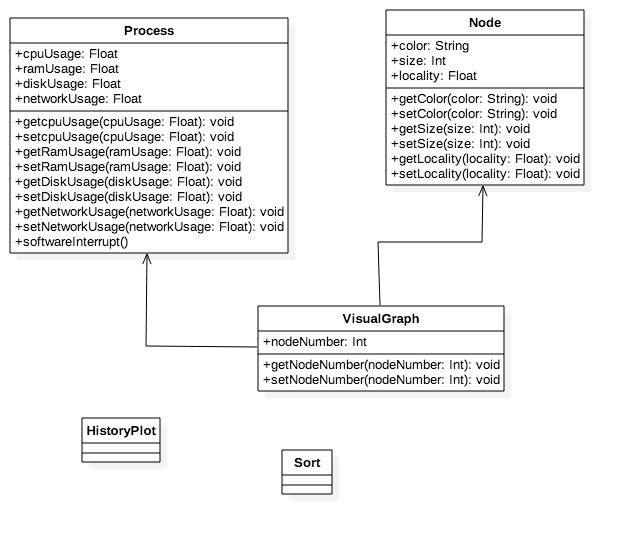 Process
+cpuUsage: Float
+ramUsage: Float
+diskUsage: Float
+networkUsage: Float
+getcpuUsage(cpuUsage: Float): void
+setcpuUsage(cpuUsage: Float): void
+getRamUsage(ramUsage: Float): void
+setRamUsage(ramUsage: Float): void
+getDiskUsage(diskUsage: Float): void
+setDiskUsage(diskUsage: Float): void
+getNetworkUsage(networkUsage: Float): void
+setNetworkUsage(networkUsage: Float): void
+softwareInterrupt()
Node
+color: String
+size: Int
+locality: Float
+getColor(color: String): void
+setColor(color: String): void
+getSize(size: Int): void
+setSize(size: Int): void
+getLocality(locality: Float): void
+setLocality(locality: Float): void
VisualGraph
+nodeNumber: Int
+getNodeNumber(nodeNumber: Int): void
+setNodeNumber(nodeNumber: Int): void
HistoryPlot
Sort